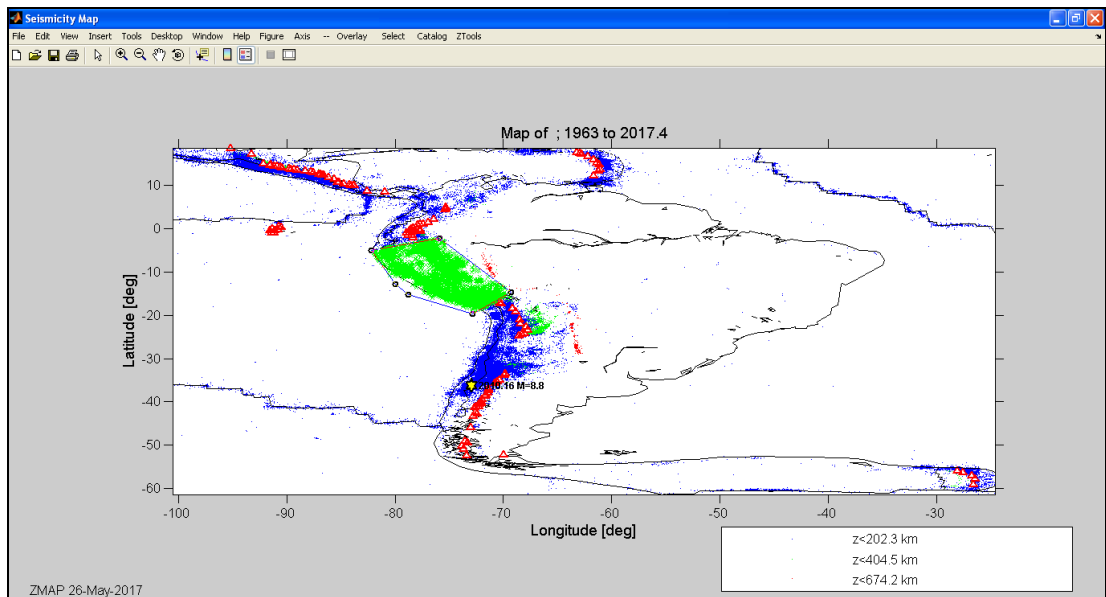 Seismicity Map
File Edit View Insert Tools Desktop Window Help Figure Axis -- Overlay Select Catalog ZTools
Map of ; 1963 to 2017.4
10
0
-10
-20
-30
-40
-50
-60
Latitude [deg]
M=8.8
-100 -90 -80 -70 -60 -50 -40 -30
Longitude [deg]
z<202.3 km
z<404.5 km
z<674.2 km
ZMAP 26-May-2017